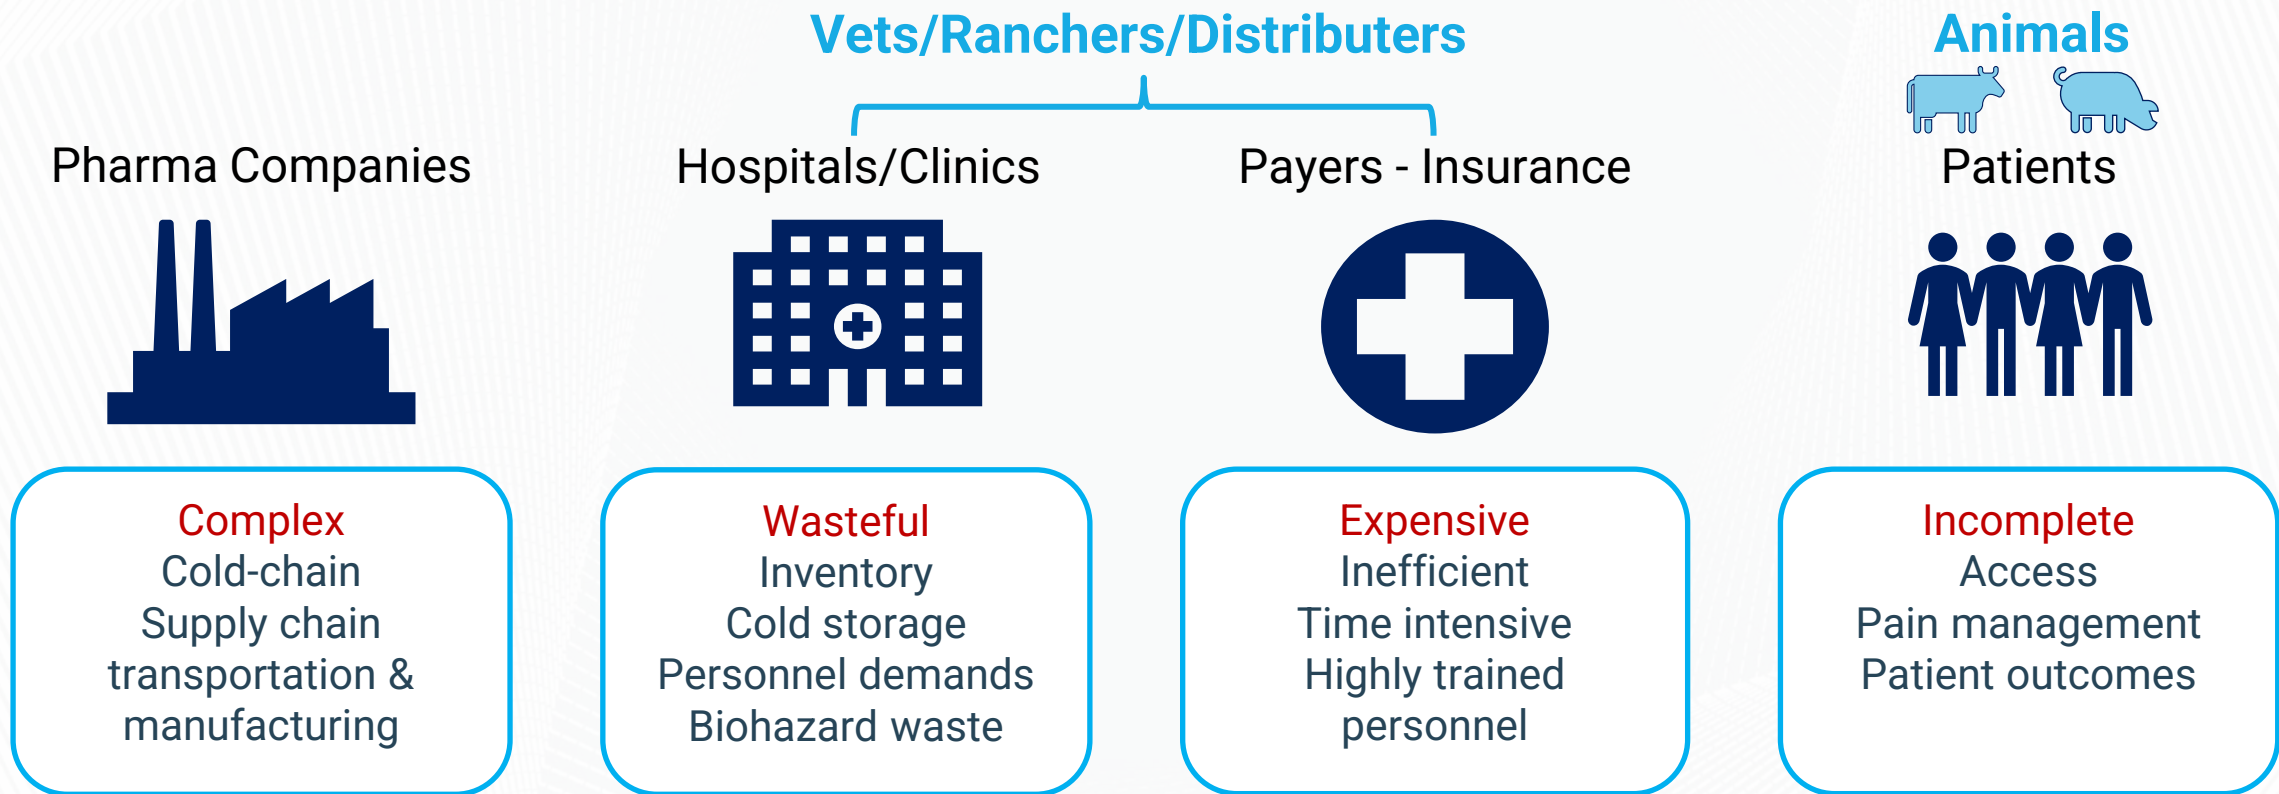 Vets/Ranchers/Distributers
Animals
Pharma Companies
Hospitals/Clinics
Payers - Insurance
Patients
Complex
Cold-chain
Supply chain
transportation &
manufacturing
Wasteful
Inventory
Cold storage
Personnel demands
Biohazard waste
Expensive
Inefficient
Time intensive
Highly trained
personnel
Incomplete
Access
Pain management
Patient outcomes